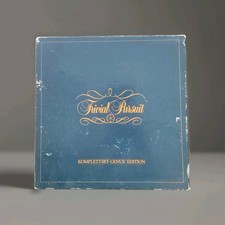 Trivial Pursuit
KOMPLETTSET-GENUS EDITION